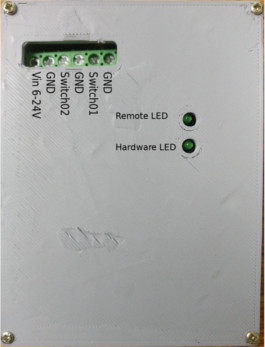 Vin 6-24V
GND
Switch02
GND
Switch01
GND
Remote LED
Hardware LED